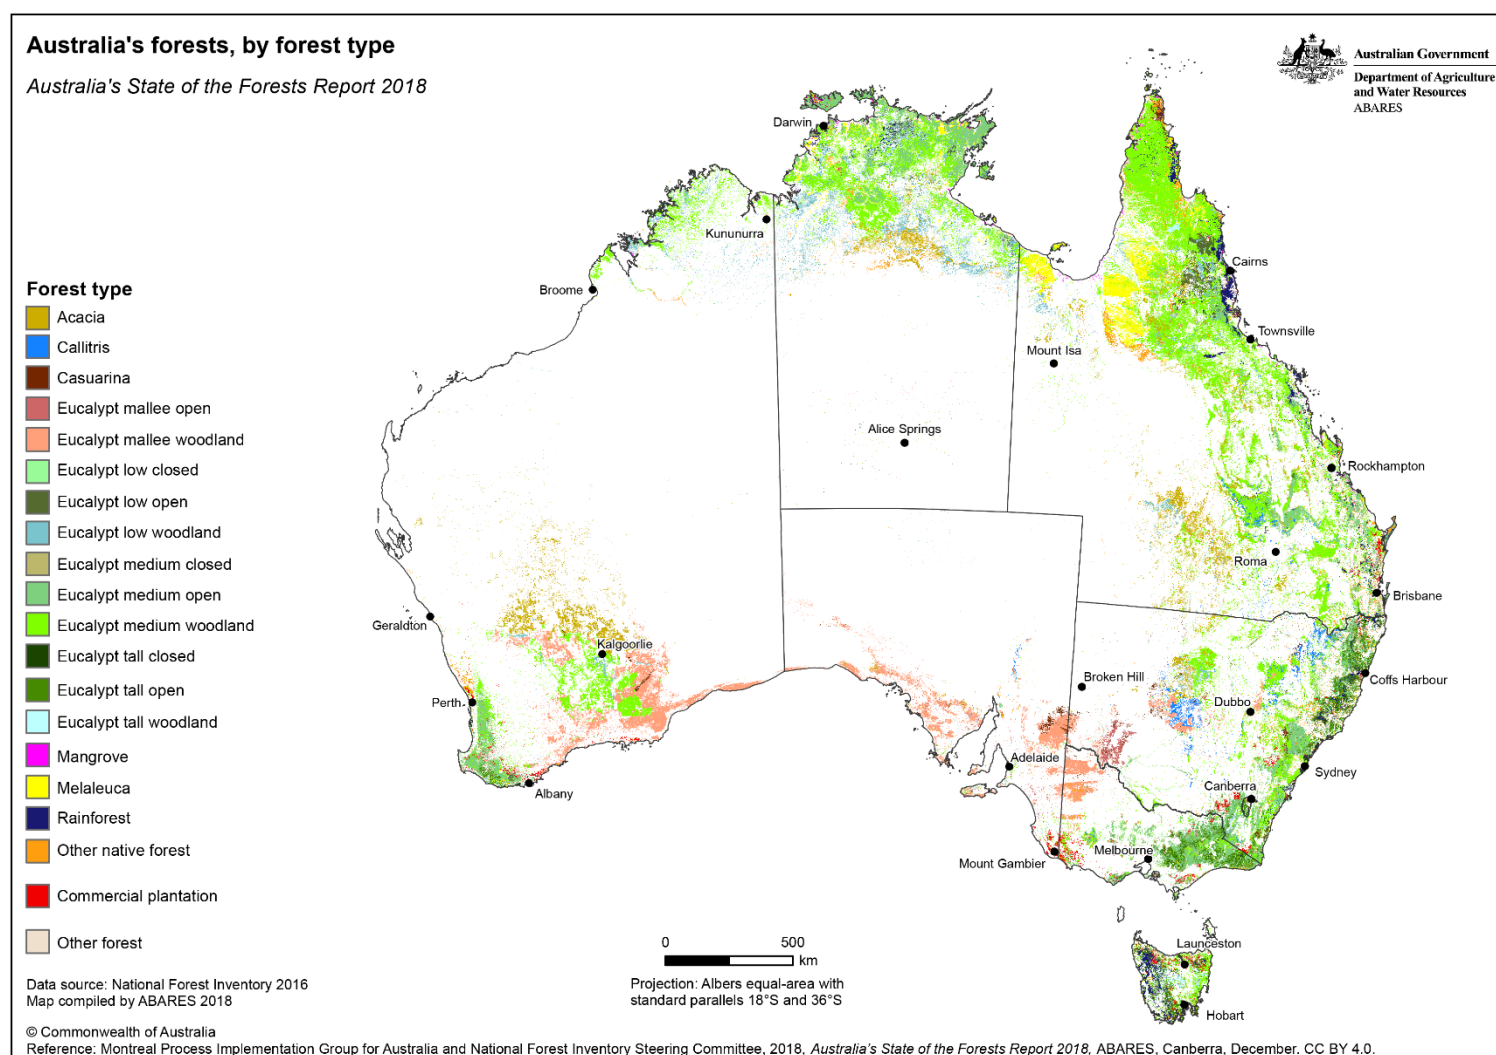 Australia's forests, by forest type
Australia's State of the Forests Report 2018
Australian Government
Department of Agriculture
and Water Resources
ABARES
Darwin
Kununurra
Broome
Cairns
Townsville
Mount Isa
Alice Springs
Rockhampton
Roma
Brisbane
Geraldton
Kalgoorlie
Perth
Albany
Broken Hill
Dubbo
Coffs Harbour
Adelaide
Sydney
Canberra
Mount Gambier
Melbourne
Launceston
Hobart
Forest type
Acacia
Callitris
Casuarina
Eucalypt mallee open
Eucalypt mallee woodland
Eucalypt low closed
Eucalypt low open
Eucalypt low woodland
Eucalypt medium closed
Eucalypt medium open
Eucalypt medium woodland
Eucalypt tall closed
Eucalypt tall open
Eucalypt tall woodland
Mangrove
Melaleuca
Rainforest
Other native forest
Commercial plantation
Other forest
0 500
km
Projection: Albers equal-area with
standard parallels 18°S and 36°S
Data source: National Forest Inventory 2016
Map compiled by ABARES 2018
© Commonwealth of Australia
Reference: Montreal Process Implementation Group for Australia and National Forest Inventory Steering Committee, 2018, Australia's State of the Forests Report 2018, ABARES, Canberra, December. CC BY 4.0.